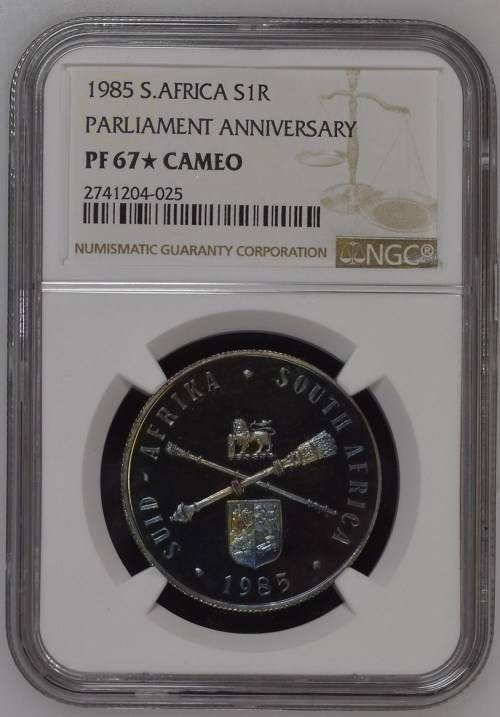 1985 S.AFRICA S1R
PARLIAMENT ANNIVERSARY
PF 67★ CAMEO
2741204-025
NUMISMATIC GUARANTY CORPORATION
NGC®
SUID - AFRIKA · SOUTH AFRICA
· 1985 ·